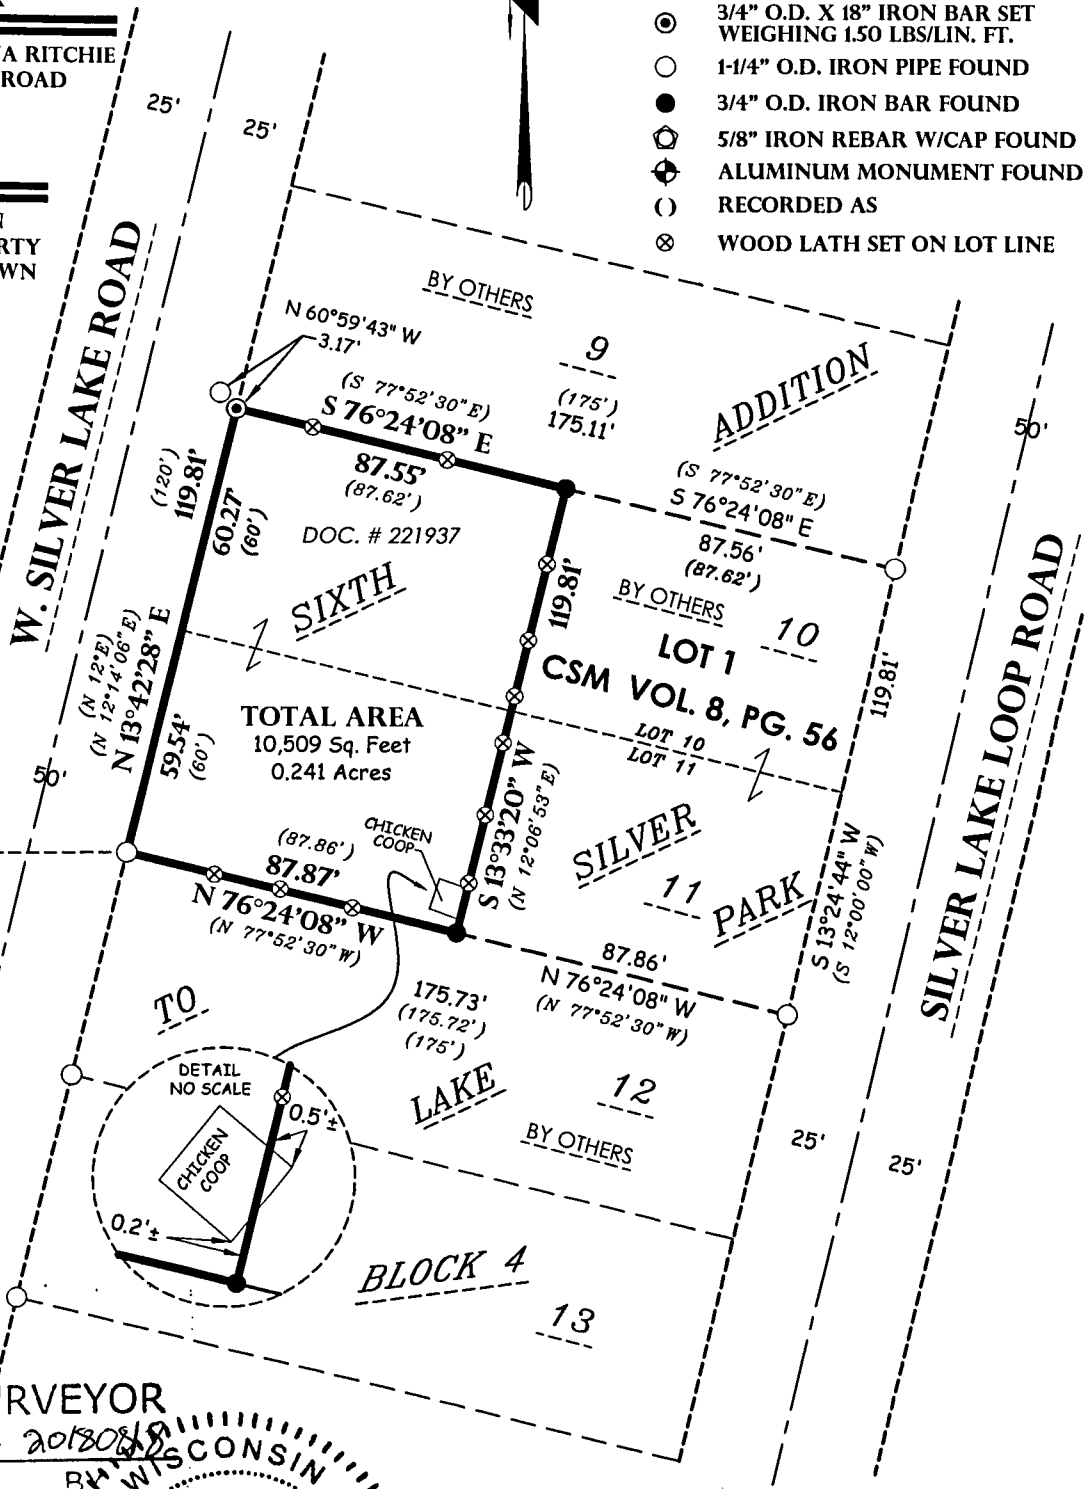 A RITCHIE
ROAD
RTY
WN
3/4" O.D. X 18" IRON BAR SET
WEIGHING 1.50 LBS/LIN. FT.
1-1/4" O.D. IRON PIPE FOUND
3/4" O.D. IRON BAR FOUND
5/8" IRON REBAR W/CAP FOUND
ALUMINUM MONUMENT FOUND
( ) RECORDED AS
WOOD LATH SET ON LOT LINE
25'
25'
W. SILVER LAKE ROAD
BY OTHERS
9
(175')
175.11'
ADDITION
50'
N 60°59'43" W
3.17'
(S 77°52'30" E)
S 76°24'08" E
87.55'
(87.62')
(S 77°52'30" E)
S 76°24'08" E
87.56'
(87.62')
(120')
119.81'
60.27'
(60')
DOC. # 221937
SIXTH
119.81'
BY OTHERS
10
LOT 1
CSM VOL. 8, PG. 56
LOT 10
LOT 11
119.81'
SILVER LAKE LOOP ROAD
(N 12°E)
(N 12°14'06" E)
N 13°42'28" E
59.54'
(60')
50'
TOTAL AREA
10,509 Sq. Feet
0.241 Acres
CHICKEN
COOP
S 13°33'20" W
(N 12°06'53" E)
SILVER
11
PARK
S 13°24'44" W
(S 12°00'00" W)
(87.86')
87.87'
N 76°24'08" W
(N 77°52'30" W)
87.86'
N 76°24'08" W
(N 77°52'30" W)
175.73'
(175.72')
(175')
TO
LAKE
12
BY OTHERS
25'
25'
DETAIL
NO SCALE
0.5'±
CHICKEN
COOP
0.2'±
BLOCK 4
13
RVEYOR
WISCONSIN